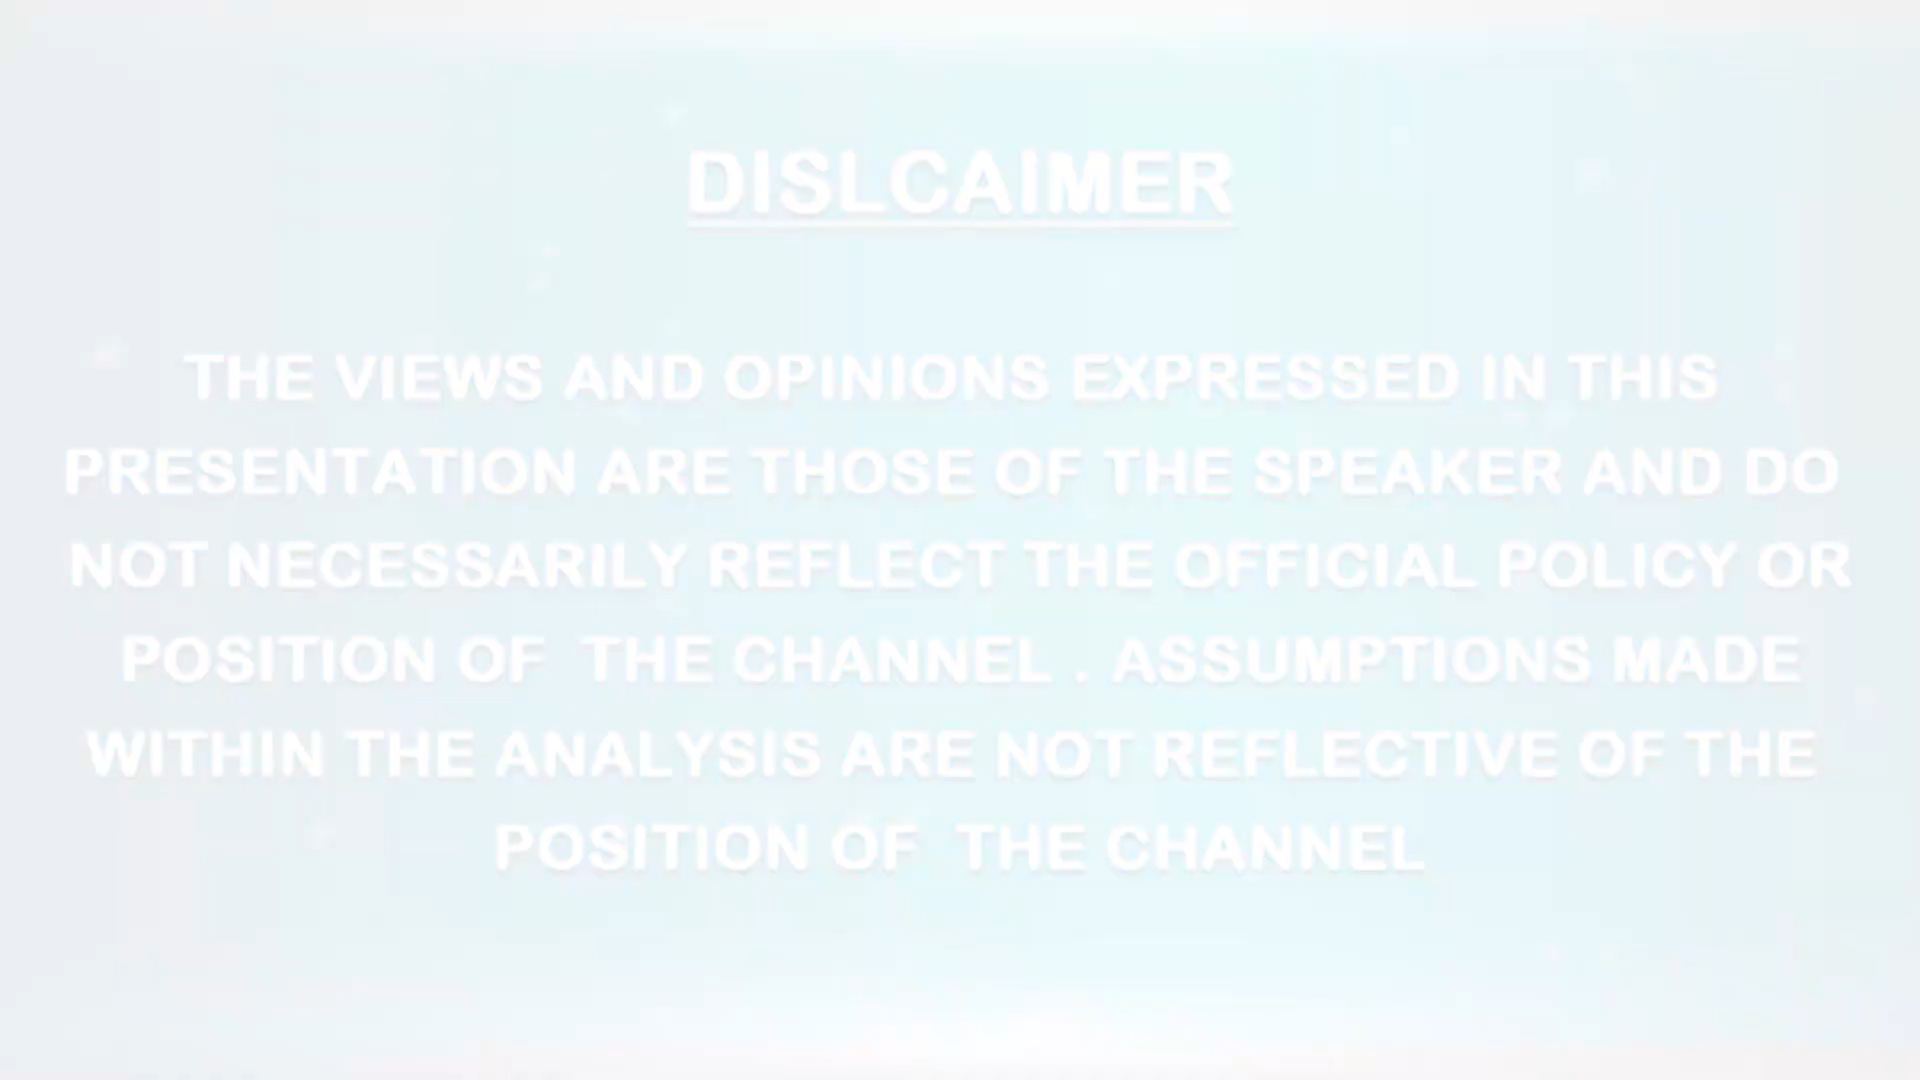 DISLCAIMER
THE VIEWS AND OPINIONS EXPRESSED IN THIS
PRESENTATION ARE THOSE OF THE SPEAKER AND DO
NOT NECESSARILY REFLECT THE OFFICIAL POLICY OR
POSITION OF  THE CHANNEL . ASSUMPTIONS MADE
WITHIN THE ANALYSIS ARE NOT REFLECTIVE OF THE
POSITION OF  THE CHANNEL